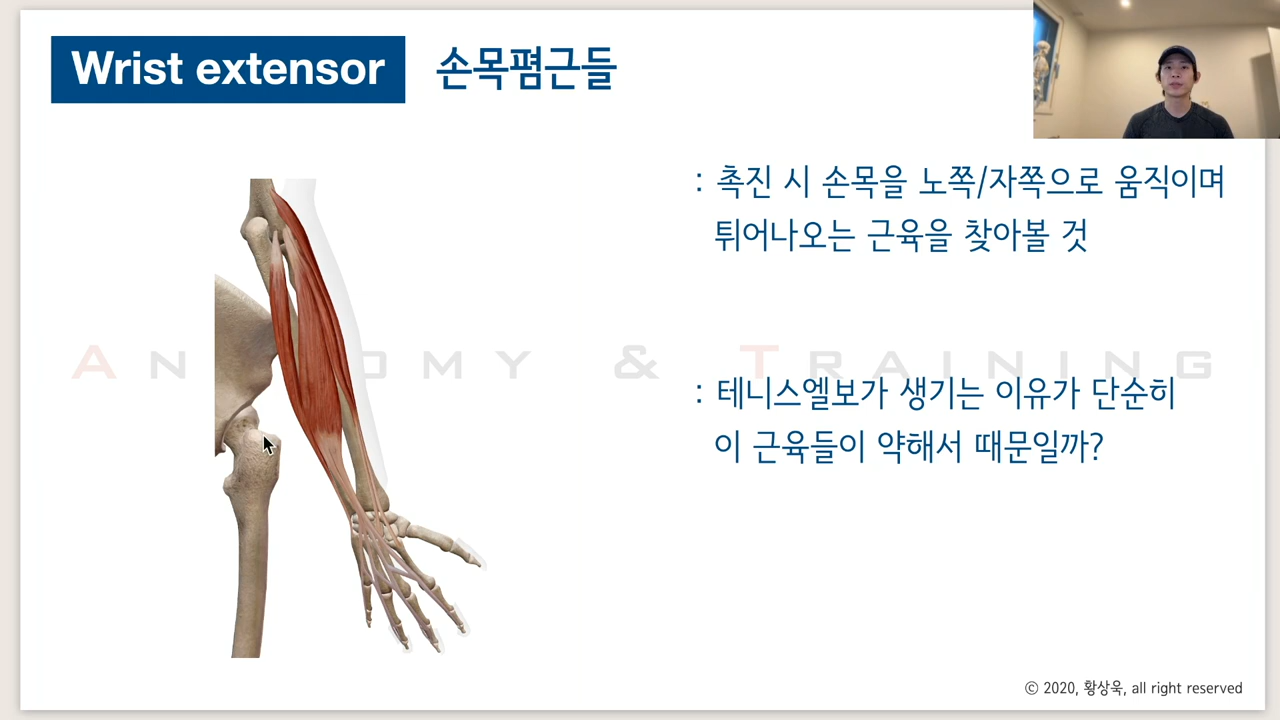 Wrist extensor 손목폄근들
: 촉진 시 손목을 노쪽/자쪽으로 움직이며
튀어나오는 근육을 찾아볼 것
ANATOMY & TRAINING
: 테니스엘보가 생기는 이유가 단순히
이 근육들이 약해서 때문일까?
© 2020, 황상욱, all right reserved